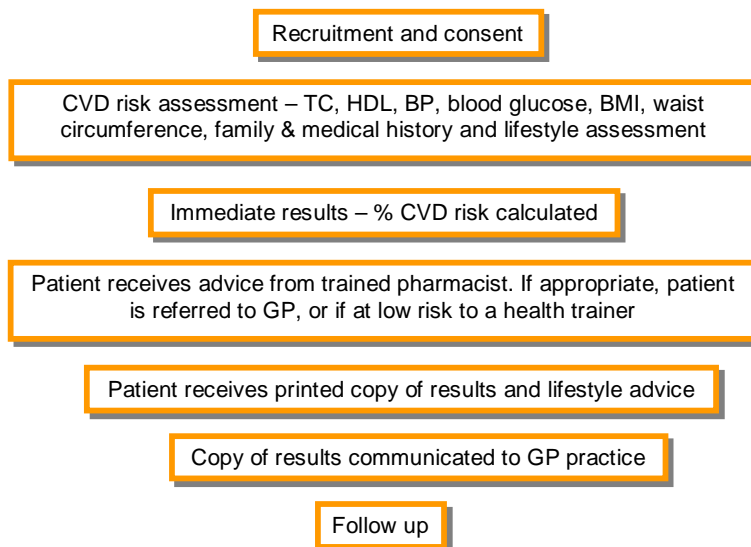 Recruitment and consent
CVD risk assessment – TC, HDL, BP, blood glucose, BMI, waist
circumference, family & medical history and lifestyle assessment
Immediate results – % CVD risk calculated
Patient receives advice from trained pharmacist. If appropriate, patient
is referred to GP, or if at low risk to a health trainer
Patient receives printed copy of results and lifestyle advice
Copy of results communicated to GP practice
Follow up